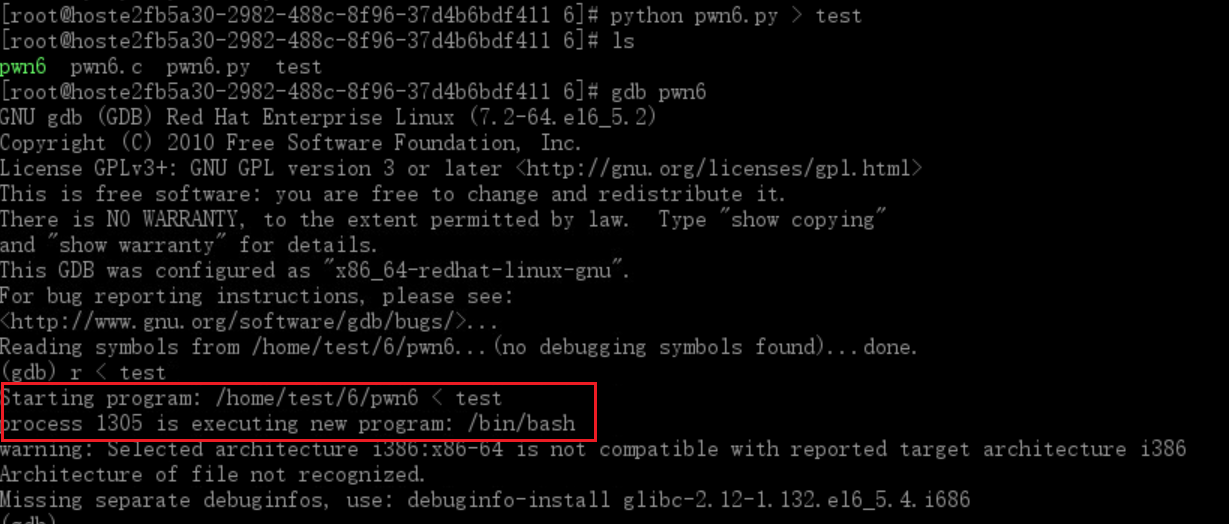 [root@hoste2fb5a30-2982-488c-8f96-37d4b6bdf411 6]# python pwn6.py > test
[root@hoste2fb5a30-2982-488c-8f96-37d4b6bdf411 6]# ls
pwn6  pwn6.c  pwn6.py  test
[root@hoste2fb5a30-2982-488c-8f96-37d4b6bdf411 6]# gdb pwn6
GNU gdb (GDB) Red Hat Enterprise Linux (7.2-64.el6_5.2)
Copyright (C) 2010 Free Software Foundation, Inc.
License GPLv3+: GNU GPL version 3 or later <http://gnu.org/licenses/gpl.html>
This is free software: you are free to change and redistribute it.
There is NO WARRANTY, to the extent permitted by law.  Type "show copying"
and "show warranty" for details.
This GDB was configured as "x86_64-redhat-linux-gnu".
For bug reporting instructions, please see:
<http://www.gnu.org/software/gdb/bugs/>...
Reading symbols from /home/test/6/pwn6...(no debugging symbols found)...done.
(gdb) r < test
Starting program: /home/test/6/pwn6 < test
process 1305 is executing new program: /bin/bash
warning: Selected architecture i386:x86-64 is not compatible with reported target architecture i386
Architecture of file not recognized.
Missing separate debuginfos, use: debuginfo-install glibc-2.12-1.132.el6_5.4.i686
(gdb)